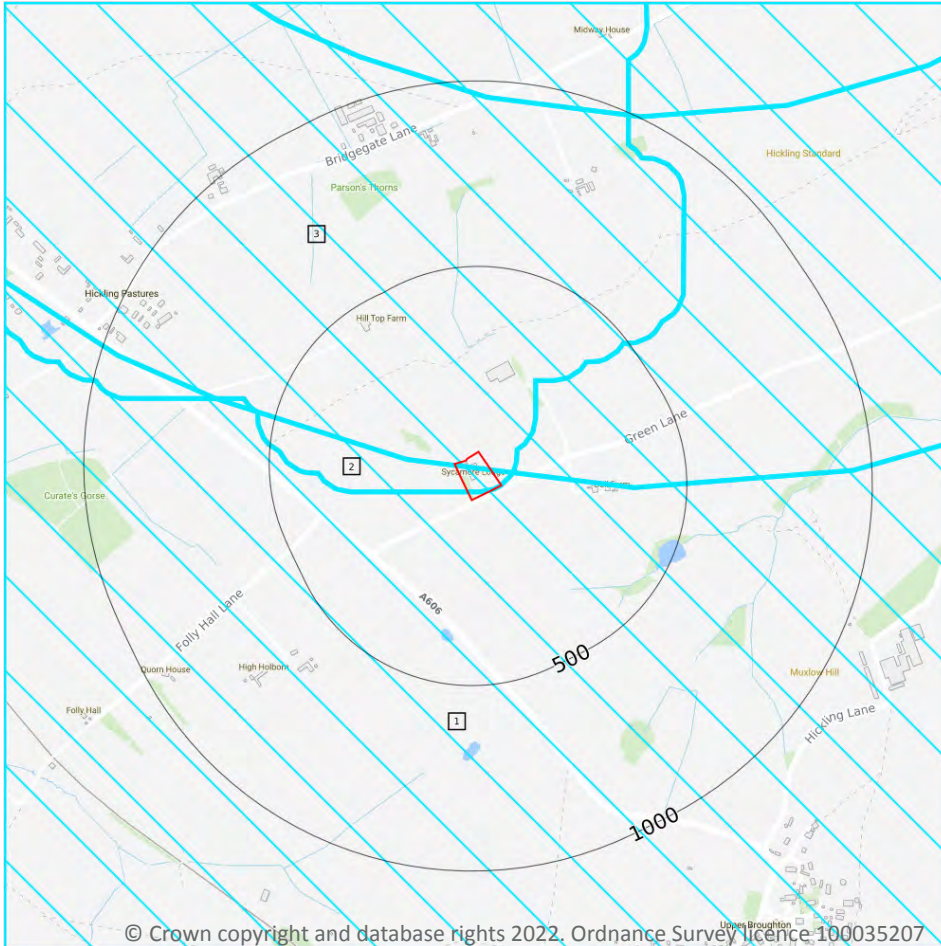 Midway House
Bridgegate Lane
Hickling Standard
Parson's Thorns
3
Hickling Pastures
Hill Top Farm
Green Lane
2
Sycamore Lodge
Curate's Gorse
A606
Folly Hall Lane
500
Quorn House
High Holborn
Muxlow Hill
Folly Hall
1
Hickling Lane
1000
Upper Broughton
© Crown copyright and database rights 2022. Ordnance Survey licence 100035207